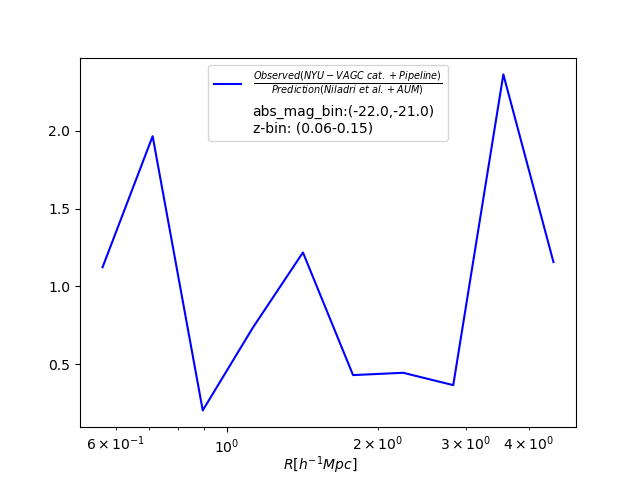 Observed(NYU − VAGC cat. + Pipeline)
Prediction(Niladri et al. + AUM)
abs_mag_bin:(-22.0,-21.0)
z-bin: (0.06-0.15)
2.0
1.5
1.0
0.5
6 × 10⁻¹ 10⁰ 2 × 10⁰ 3 × 10⁰ 4 × 10⁰
R[h⁻¹Mpc]